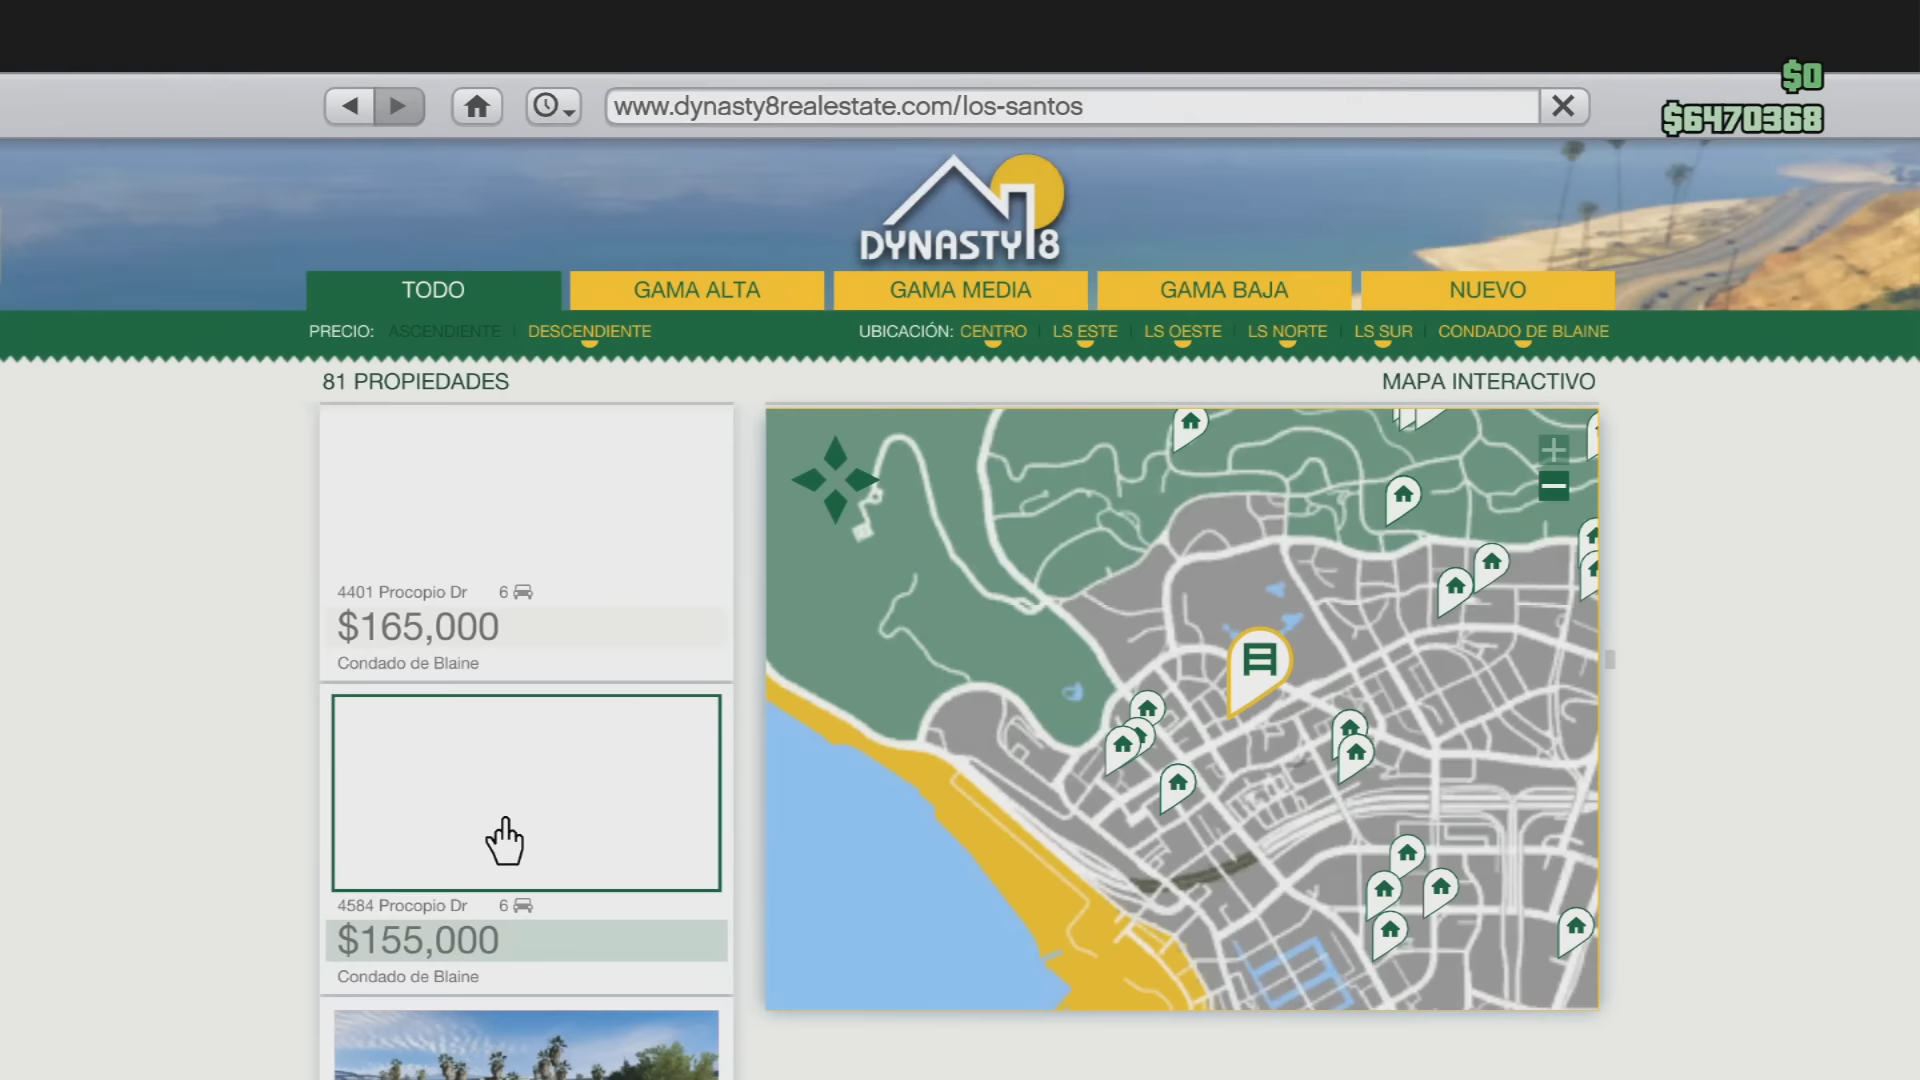 $0
www.dynasty8realestate.com/los-santos
$6470368
DYNASTY 8
TODO
GAMA ALTA
GAMA MEDIA
GAMA BAJA
NUEVO
PRECIO: ASCENDIENTE DESCENDIENTE
UBICACIÓN: CENTRO LS ESTE LS OESTE LS NORTE LS SUR CONDADO DE BLAINE
81 PROPIEDADES
MAPA INTERACTIVO
4401 Procopio Dr 6
$165,000
Condado de Blaine
4584 Procopio Dr 6
$155,000
Condado de Blaine